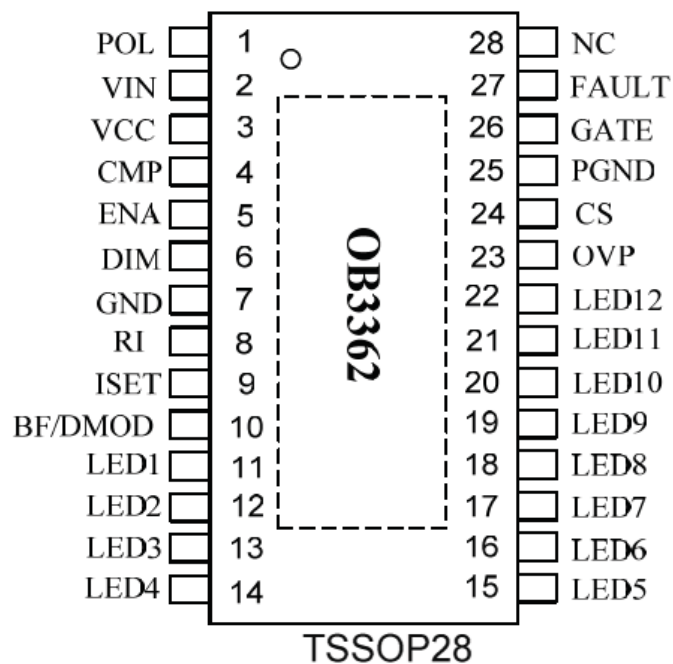 POL 1 28 NC
VIN 2 27 FAULT
VCC 3 26 GATE
CMP 4 25 PGND
ENA 5 24 CS
DIM 6 23 OVP
GND 7 22 LED12
RI 8 21 LED11
ISET 9 20 LED10
BF/DMOD 10 19 LED9
LED1 11 18 LED8
LED2 12 17 LED7
LED3 13 16 LED6
LED4 14 15 LED5
OB3362
TSSOP28